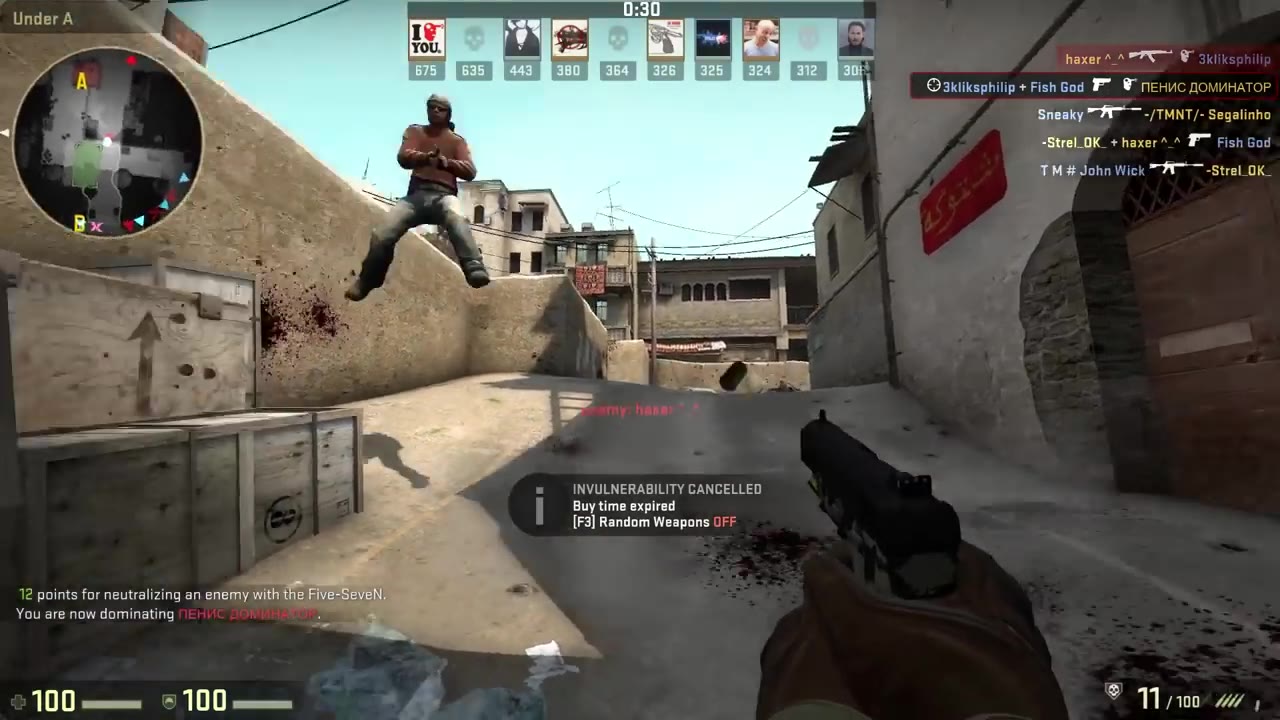 Under A
0:30
I
YOU.
675 635 443 380 364 326 325 324 312
haxer ^_^ 3kliksphilip
3kliksphilip + Fish God ПЕНИС ДОМИНАТОР
Sneaky -/TMNT/- Segalinho
-Strel_OK_ + haxer ^_^ Fish God
T M # John Wick -Strel_OK_
A
B
enemy: haxer ^_^
INVULNERABILITY CANCELLED
Buy time expired
[F3] Random Weapons OFF
12 points for neutralizing an enemy with the Five-SeveN.
You are now dominating ПЕНИС ДОМИНАТОР.
100 100
11 / 100